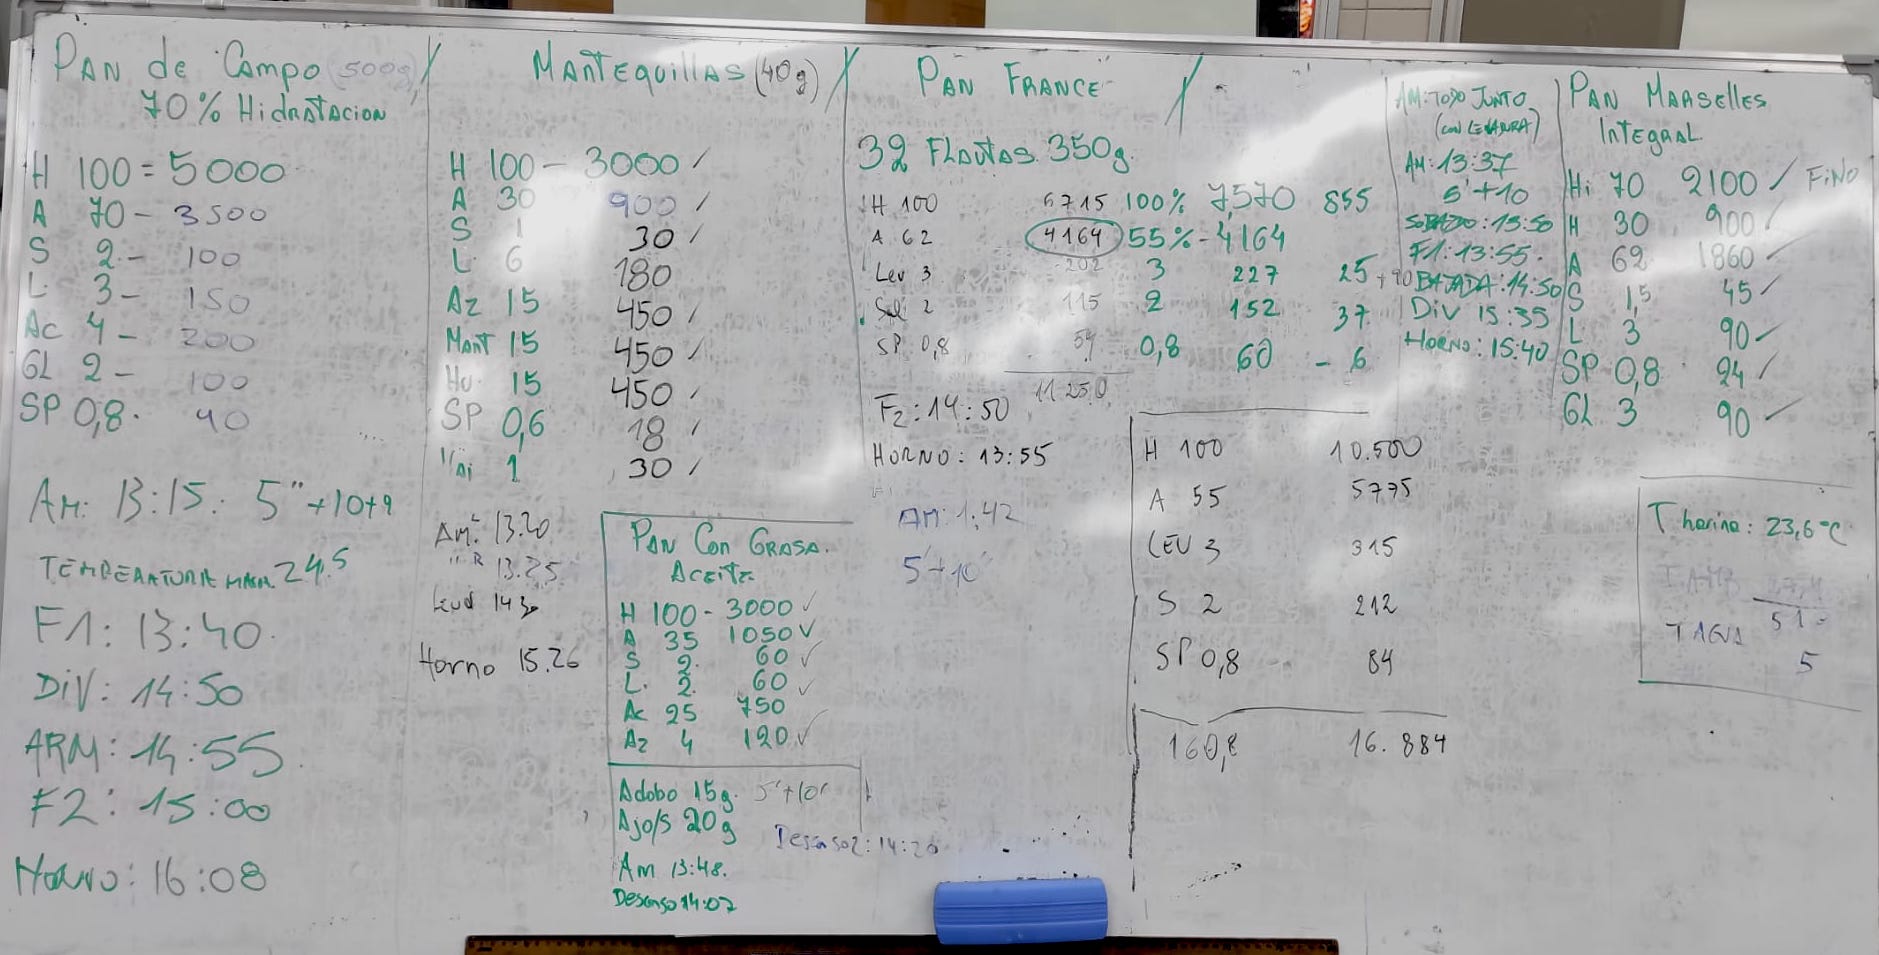 PAN de Campo (500g)
70% HidRatacion
H 100 = 5000
A 70 - 3500
S 2 - 100
L 3 - 150
Ac 4 - 200
GL 2 - 100
SP 0,8 · 40
AM: 13:15: 5" +10+9
TEMPERATURA MASA 24.5
F1: 13:40
DiV: 14:50
ARM: 14:55
F2: 15:00
HORNO: 16:08
MANTEquillAS (40g)
H 100 - 3000
A 30 900
S 1 30
L 6 180
Az 15 450
Mant 15 450
Hu 15 450
SP 0,6 18
1 30
Am: 13.20
" R 13.25
Leud 14 30
Horno 15.26
PAN CON GRASA.
ACEITE
H 100 - 3000
A 35 1050
S 2 60
L 2 60
Ac 25 750
Az 4 120
Adobo 15g. 5'+10'
Ajo/s 20g
Am 13:48.
Descanso 14:07
Descanso2: 14:20
PAN FRANCE
32 FLAUTAS 350g.
H 100 6715 100% 7,570 855
A 62 4164 55% - 4164
Lev 3 202 3 227 25
Sal 2 115 2 152 37
SP 0,8 54 0,8 60 - 6
11250
F2: 14:50
HORNO: 13:55
AM: 1:42
5'+10'
H 100 10.500
A 55 5775
LEV 3 315
S 2 212
SP 0,8 84
160,8 16.884
AM: TODO JUNTO
(CON LEVADURA)
AM: 13:37
5'+10
SOBADO: 13:50
F1: 13:55
BAJADA: 14:50
DiV 15:35
HORNO: 15:40
PAN MARSELLES
INTEGRAL
Hi 70 2100 FiNO
H 30 900
A 62 1860
S 1,5 45
L 3 90
SP 0,8 24
GL 3 90
T harina: 23,6°C
T AMB 27,4
51
T AGUA 5